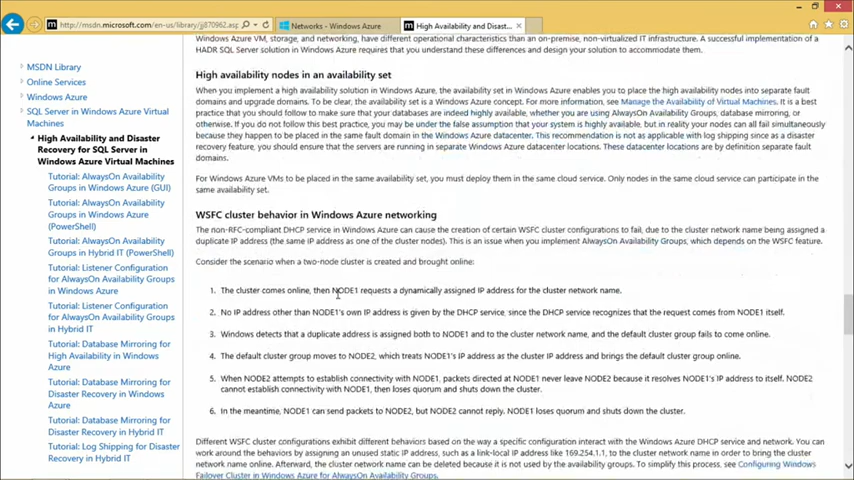 http://msdn.microsoft.com/en-us/library/jj870962.asp
Networks - Windows Azure
High Availability and Disast...
MSDN Library
Online Services
Windows Azure
SQL Server in Windows Azure Virtual
Machines
High Availability and Disaster
Recovery for SQL Server in
Windows Azure Virtual Machines
Tutorial: AlwaysOn Availability
Groups in Windows Azure (GUI)
Tutorial: AlwaysOn Availability
Groups in Windows Azure
(PowerShell)
Tutorial: AlwaysOn Availability
Groups in Hybrid IT (PowerShell)
Tutorial: Listener Configuration
for AlwaysOn Availability Groups
in Windows Azure
Tutorial: Listener Configuration
for AlwaysOn Availability Groups
in Hybrid IT
Tutorial: Database Mirroring for
High Availability in Windows
Azure
Tutorial: Database Mirroring for
Disaster Recovery in Windows
Azure
Tutorial: Database Mirroring for
Disaster Recovery in Hybrid IT
Tutorial: Log Shipping for Disaster
Recovery in Hybrid IT
Windows Azure VM, storage, and networking, have different operational characteristics than an on-premise, non-virtualized IT infrastructure. A successful implementation of a
HADR SQL Server solution in Windows Azure requires that you understand these differences and design your solution to accommodate them.
High availability nodes in an availability set
When you implement a high availability solution in Windows Azure, the availability set in Windows Azure enables you to place the high availability nodes into separate fault
domains and upgrade domains. To be clear, the availability set is a Windows Azure concept. For more information, see Manage the Availability of Virtual Machines. It is a best
practice that you should follow to make sure that your databases are indeed highly available, whether you are using AlwaysOn Availability Groups, database mirroring, or
otherwise. If you do not follow this best practice, you may be under the false assumption that your system is highly available, but in reality your nodes can all fail simultaneously
because they happen to be placed in the same fault domain in the Windows Azure datacenter. This recommendation is not as applicable with log shipping since as a disaster
recovery feature, you should ensure that the servers are running in separate Windows Azure datacenter locations. These datacenter locations are by definition separate fault
domains.
For Windows Azure VMs to be placed in the same availability set, you must deploy them in the same cloud service. Only nodes in the same cloud service can participate in the
same availability set.
WSFC cluster behavior in Windows Azure networking
The non-RFC-compliant DHCP service in Windows Azure can cause the creation of certain WSFC cluster configurations to fail, due to the cluster network name being assigned a
duplicate IP address (the same IP address as one of the cluster nodes). This is an issue when you implement AlwaysOn Availability Groups, which depends on the WSFC feature.
Consider the scenario when a two-node cluster is created and brought online:
1. The cluster comes online, then NODE1 requests a dynamically assigned IP address for the cluster network name.
2. No IP address other than NODE1's own IP address is given by the DHCP service, since the DHCP service recognizes that the request comes from NODE1 itself.
3. Windows detects that a duplicate address is assigned both to NODE1 and to the cluster network name, and the default cluster group fails to come online.
4. The default cluster group moves to NODE2, which treats NODE1's IP address as the cluster IP address and brings the default cluster group online.
5. When NODE2 attempts to establish connectivity with NODE1, packets directed at NODE1 never leave NODE2 because it resolves NODE1's IP address to itself. NODE2
cannot establish connectivity with NODE1, then loses quorum and shuts down the cluster.
6. In the meantime, NODE1 can send packets to NODE2, but NODE2 cannot reply. NODE1 loses quorum and shuts down the cluster.
Different WSFC cluster configurations exhibit different behaviors based on the way a specific configuration interact with the Windows Azure DHCP service and network. You can
work around the behaviors by assigning an unused static IP address, such as a link-local IP address like 169.254.1.1, to the cluster network name in order to bring the cluster
network name online. Afterward, the cluster network name can be deleted because it is not used by the availability groups. To simplify this process, see Configuring Windows
Failover Cluster in Windows Azure for AlwaysOn Availability Groups.